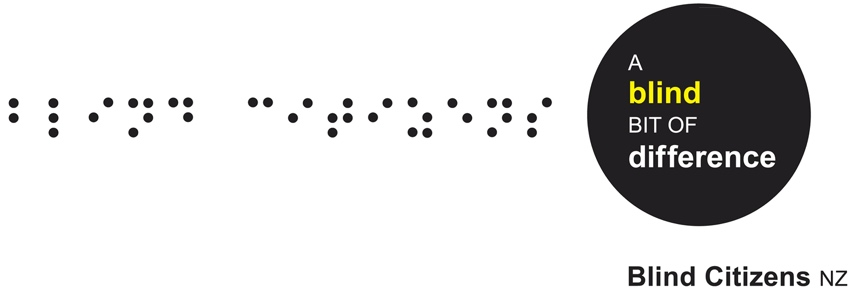 ⠃⠇⠊⠝⠙ ⠉⠊⠞⠊⠵⠑⠝⠎
A
blind
BIT OF
difference
Blind Citizens NZ